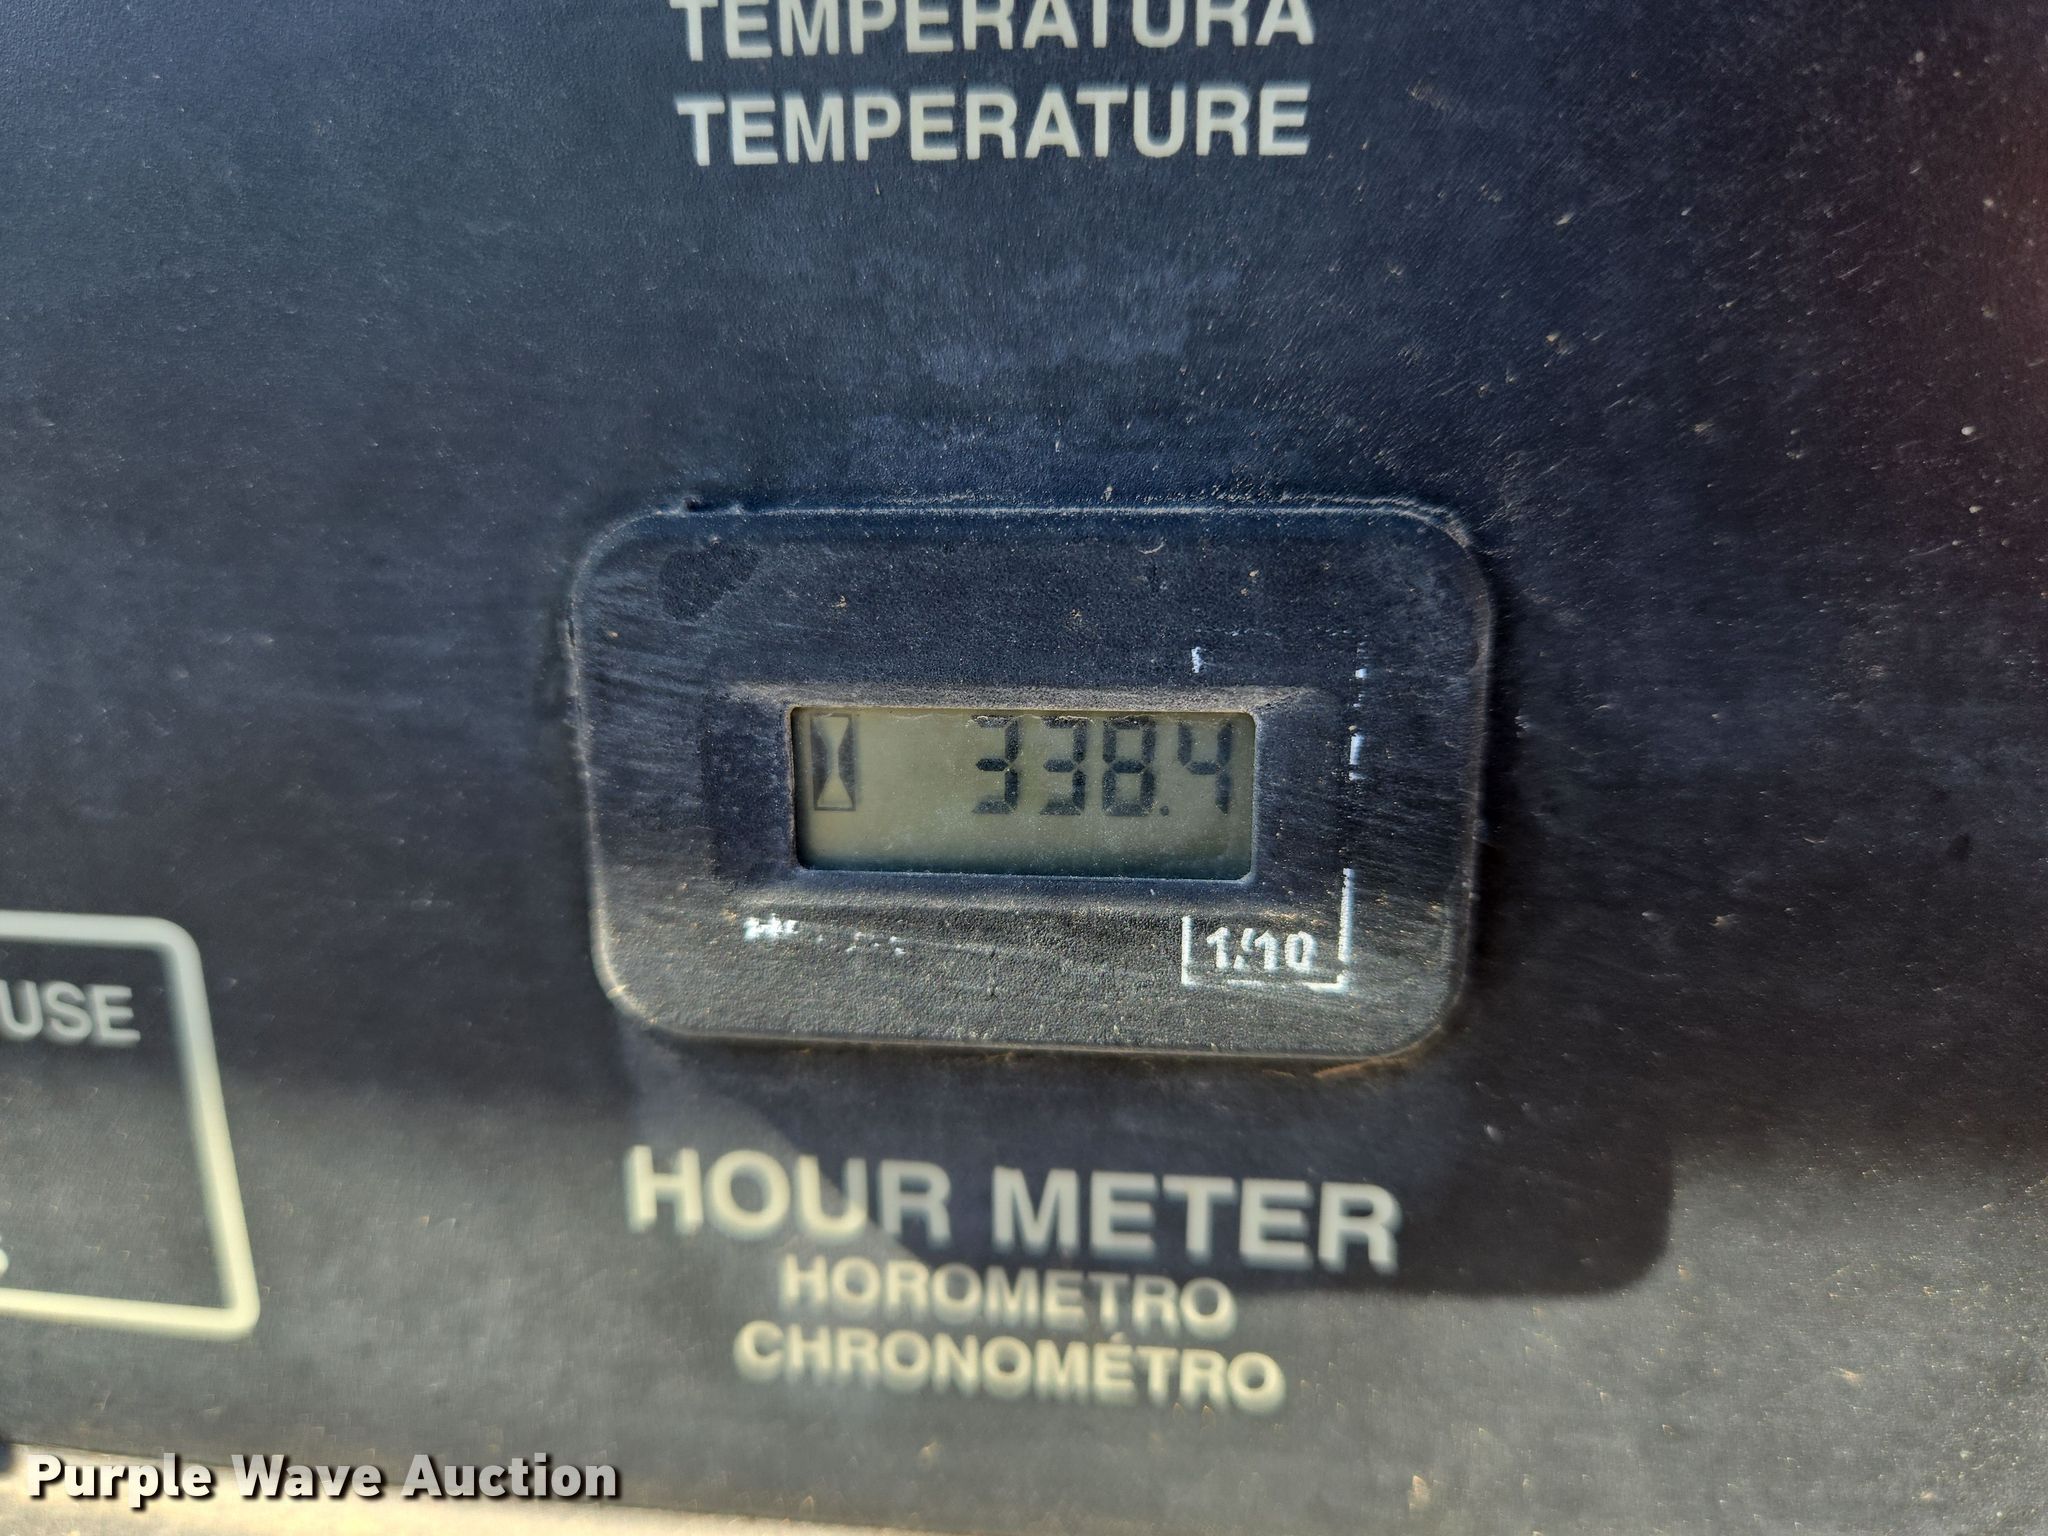 TEMPERATURA
TEMPERATURE
338.4
1/10
USE
HOUR METER
HOROMETRO
CHRONOMÉTRO
Purple Wave Auction